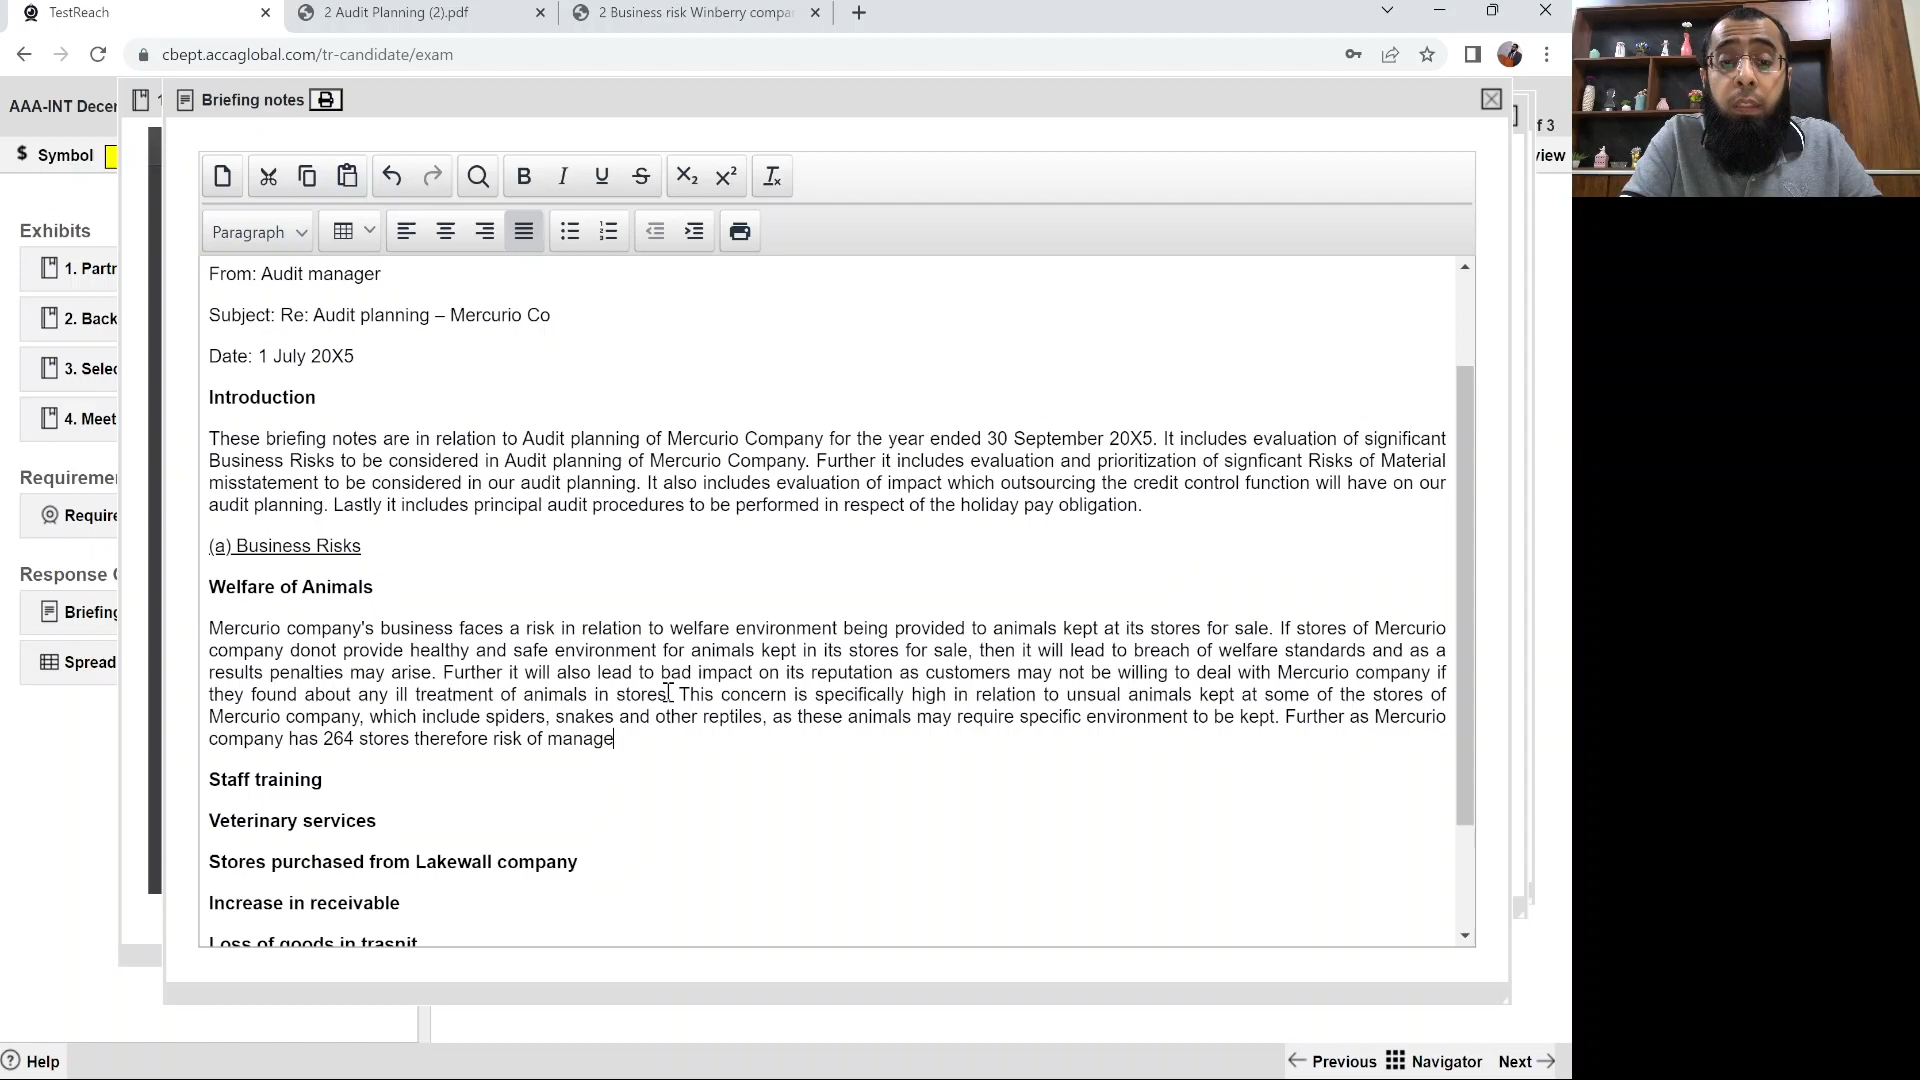 TestReach
2 Audit Planning (2).pdf
2 Business risk Winberry compa
cbept.accaglobal.com/tr-candidate/exam
AAA-INT Decer
Briefing notes
f 3
$ Symbol
view
Paragraph
Exhibits
1. Partr
2. Back
3. Selec
4. Meet
Requiremer
Require
Response
Briefing
Spread
From: Audit manager
Subject: Re: Audit planning – Mercurio Co
Date: 1 July 20X5
Introduction
These briefing notes are in relation to Audit planning of Mercurio Company for the year ended 30 September 20X5. It includes evaluation of significant
Business Risks to be considered in Audit planning of Mercurio Company. Further it includes evaluation and prioritization of signficant Risks of Material
misstatement to be considered in our audit planning. It also includes evaluation of impact which outsourcing the credit control function will have on our
audit planning. Lastly it includes principal audit procedures to be performed in respect of the holiday pay obligation.
(a) Business Risks
Welfare of Animals
Mercurio company's business faces a risk in relation to welfare environment being provided to animals kept at its stores for sale. If stores of Mercurio
company donot provide healthy and safe environment for animals kept in its stores for sale, then it will lead to breach of welfare standards and as a
results penalties may arise. Further it will also lead to bad impact on its reputation as customers may not be willing to deal with Mercurio company if
they found about any ill treatment of animals in stores. This concern is specifically high in relation to unsual animals kept at some of the stores of
Mercurio company, which include spiders, snakes and other reptiles, as these animals may require specific environment to be kept. Further as Mercurio
company has 264 stores therefore risk of manage
Staff training
Veterinary services
Stores purchased from Lakewall company
Increase in receivable
Loss of goods in trasnit
Help
Previous
Navigator
Next